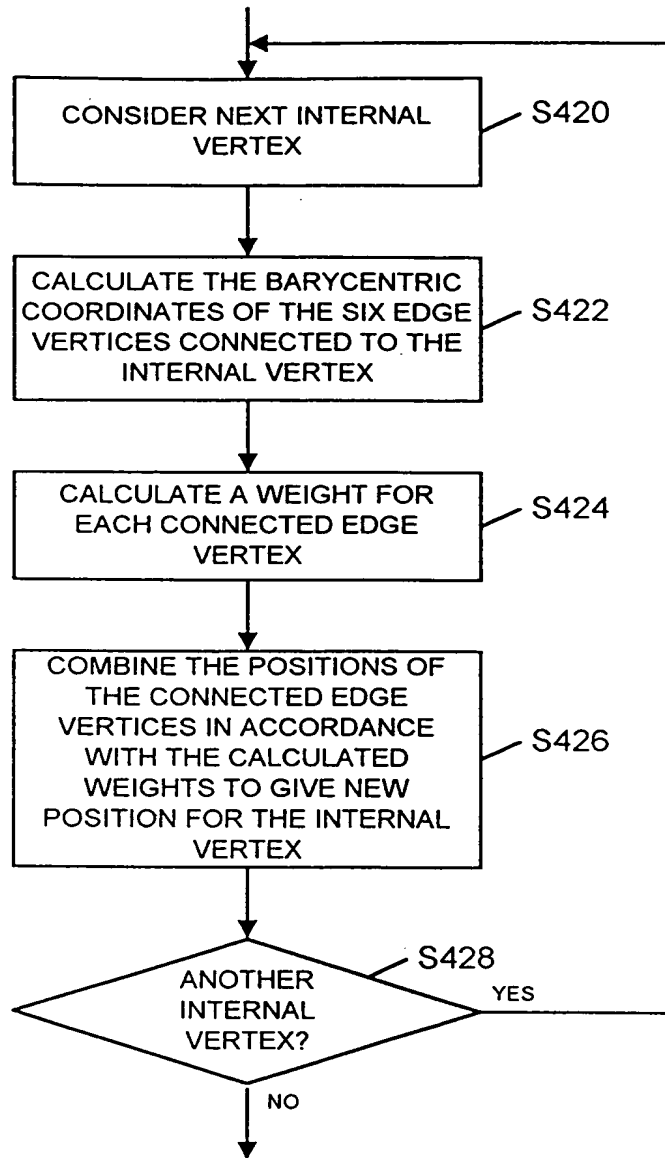 CONSIDER NEXT INTERNAL
VERTEX
S420
CALCULATE THE BARYCENTRIC
COORDINATES OF THE SIX EDGE
VERTICES CONNECTED TO THE
INTERNAL VERTEX
S422
CALCULATE A WEIGHT FOR
EACH CONNECTED EDGE
VERTEX
S424
COMBINE THE POSITIONS OF
THE CONNECTED EDGE
VERTICES IN ACCORDANCE
WITH THE CALCULATED
WEIGHTS TO GIVE NEW
POSITION FOR THE INTERNAL
VERTEX
S426
ANOTHER
INTERNAL
VERTEX?
S428
YES
NO